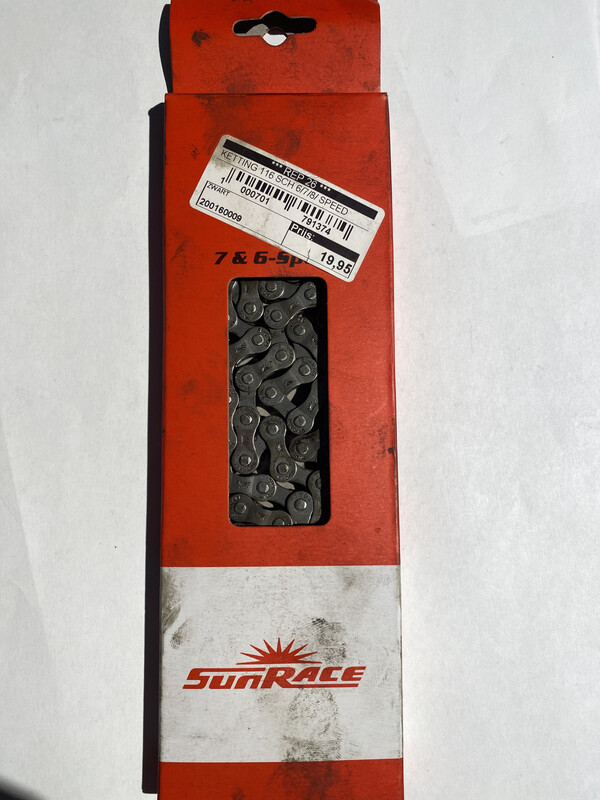 *** REP 26 ***
KETTING 116 SCH 6/7/8/ SPEED
1 000701 791374
ZWART
200160009
Prijs:
19,95
7 & 6-Sp
SunRace